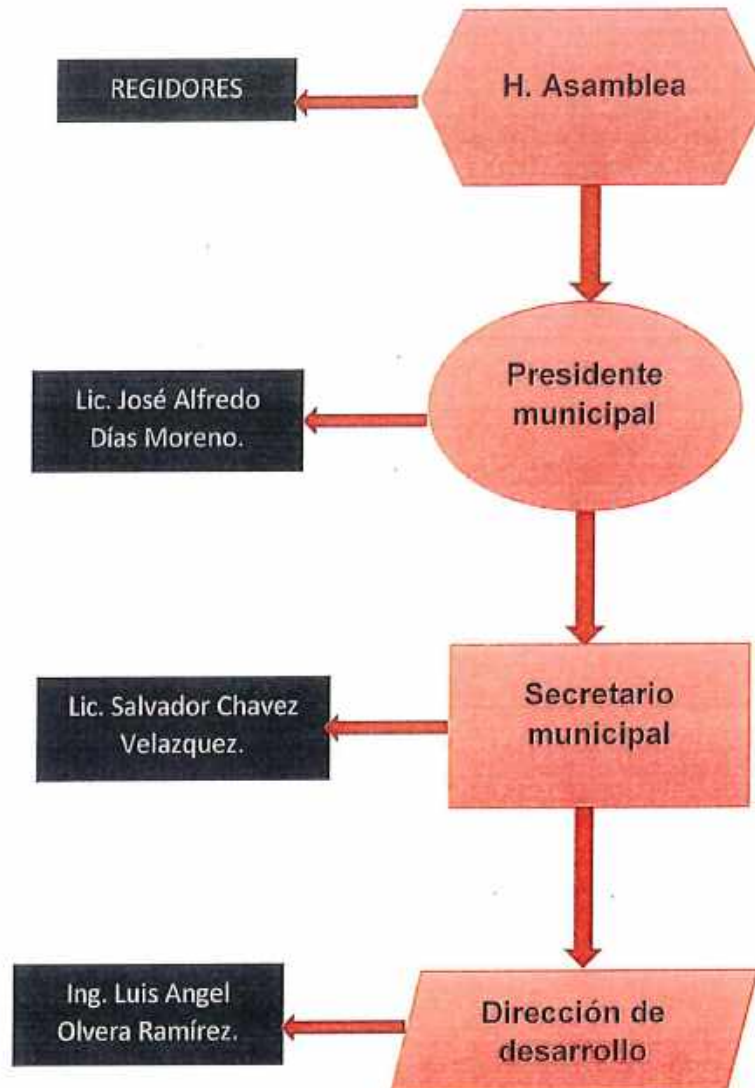 REGIDORES
H. Asamblea
Lic. José Alfredo
Días Moreno.
Presidente
municipal
Lic. Salvador Chavez
Velazquez.
Secretario
municipal
Ing. Luis Angel
Olvera Ramírez.
Dirección de
desarrollo